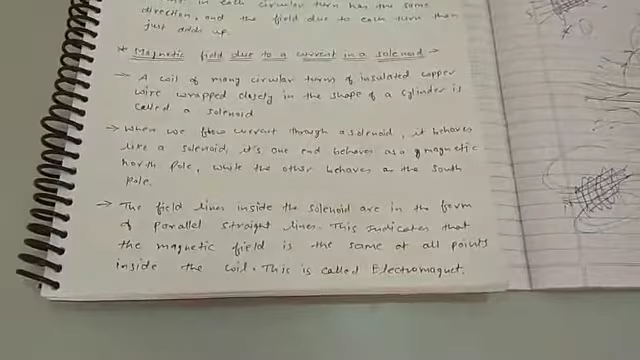 in each circular turn has the same
direction, and the field due to each turn then
just adds up.
* Magnetic field due to a current in a solenoid →
→ A coil of many circular turns of insulated copper
wire wrapped closely in the shape of a cylinder is
called a solenoid
→ When we flow current through a solenoid, it behaves
like a solenoid, it's one end behaves as a magnetic
north pole, while the other behaves as the south
Pole.
→ The field lines inside the solenoid are in the form
of parallel straight lines. This indicates that
the magnetic field is the same at all points
inside the coil. This is called Electromagnet.